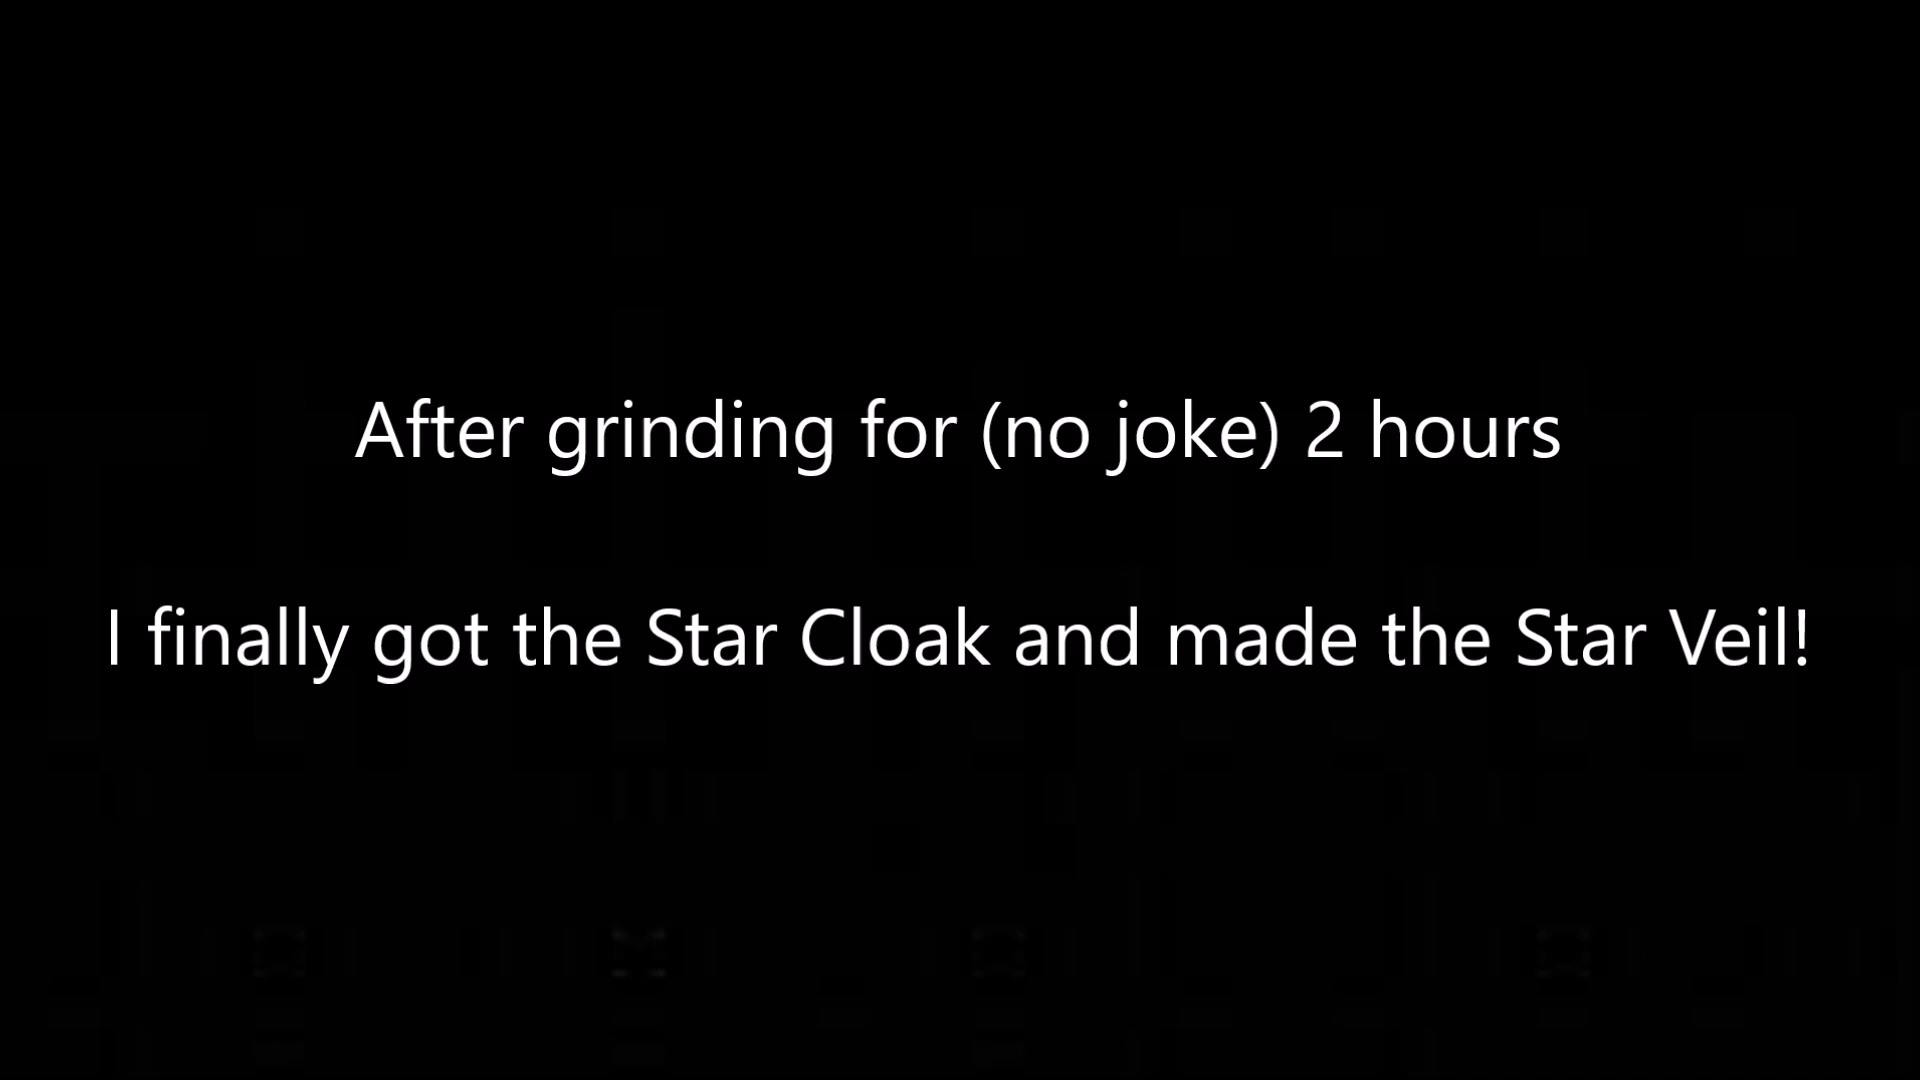 After grinding for (no joke) 2 hours
I finally got the Star Cloak and made the Star Veil!